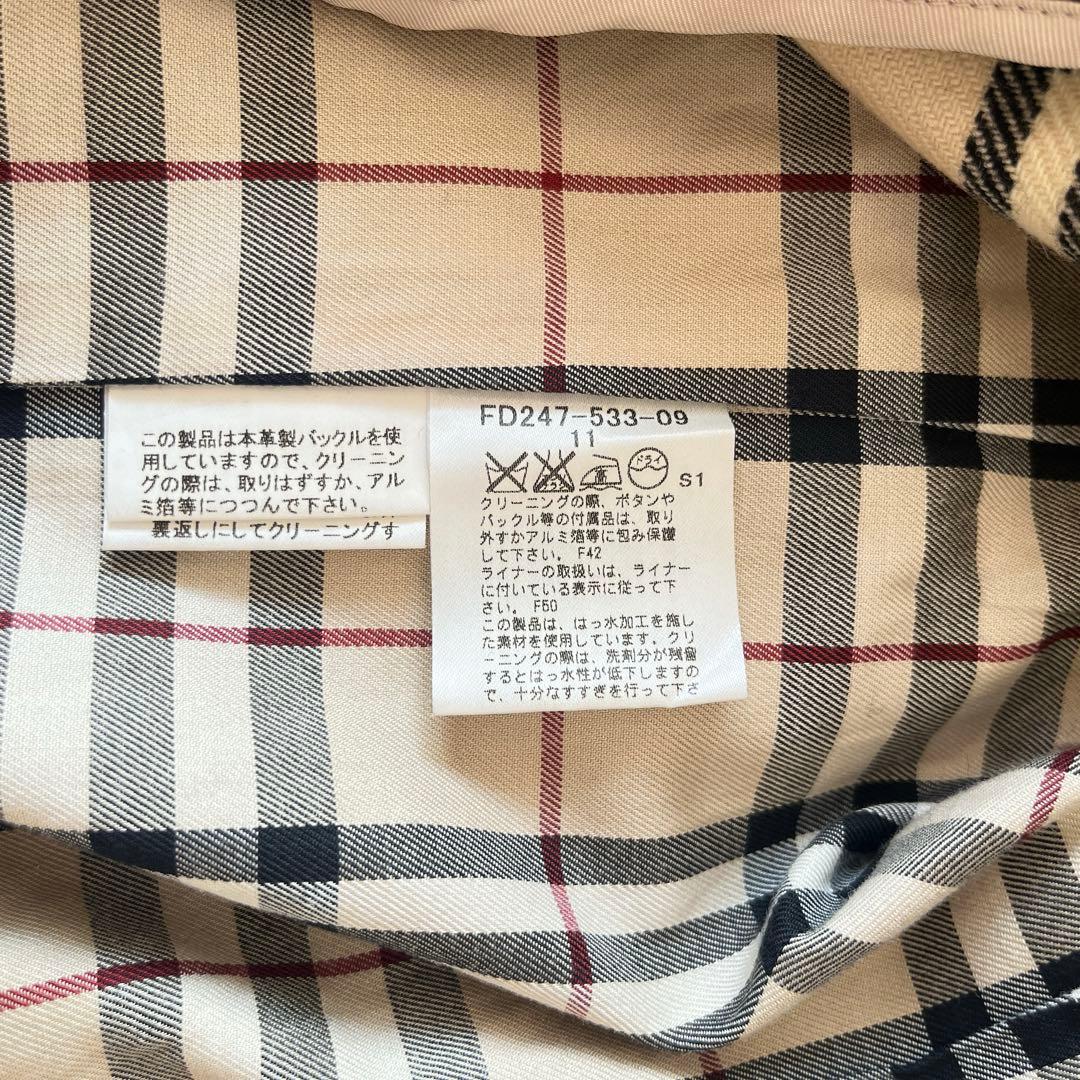 この製品は本革製バックルを使
用していますので、クリーニン
グの際は、取りはずすか、アル
ミ箔等につつんで下さい。
裏返しにしてクリーニングす
FD247-533-09
11
ドライ
S1
クリーニングの際、ボタンや
バックル等の付属品は、取り
外すかアルミ箔等に包み保護
して下さい。 F42
ライナーの取扱いは、ライナー
に付いている表示に従って下
さい。 F50
この製品は、はっ水加工を施し
た素材を使用しています。クリ
ーニングの際は、洗剤分が残留
するとはっ水性が低下しますの
で、十分なすすぎを行って下さ